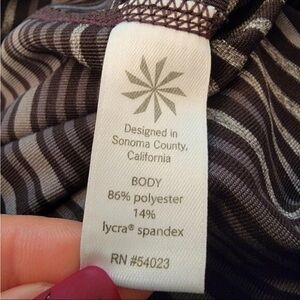 Designed in
Sonoma County,
California
BODY
86% polyester
14%
lycra® spandex
RN #54023